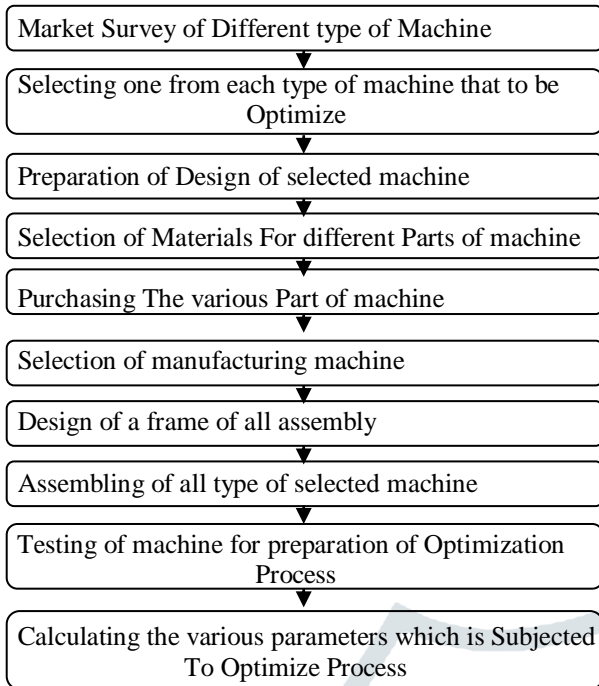 Market Survey of Different type of Machine
Selecting one from each type of machine that to be
Optimize
Preparation of Design of selected machine
Selection of Materials For different Parts of machine
Purchasing The various Part of machine
Selection of manufacturing machine
Design of a frame of all assembly
Assembling of all type of selected machine
Testing of machine for preparation of Optimization
Process
Calculating the various parameters which is Subjected
To Optimize Process